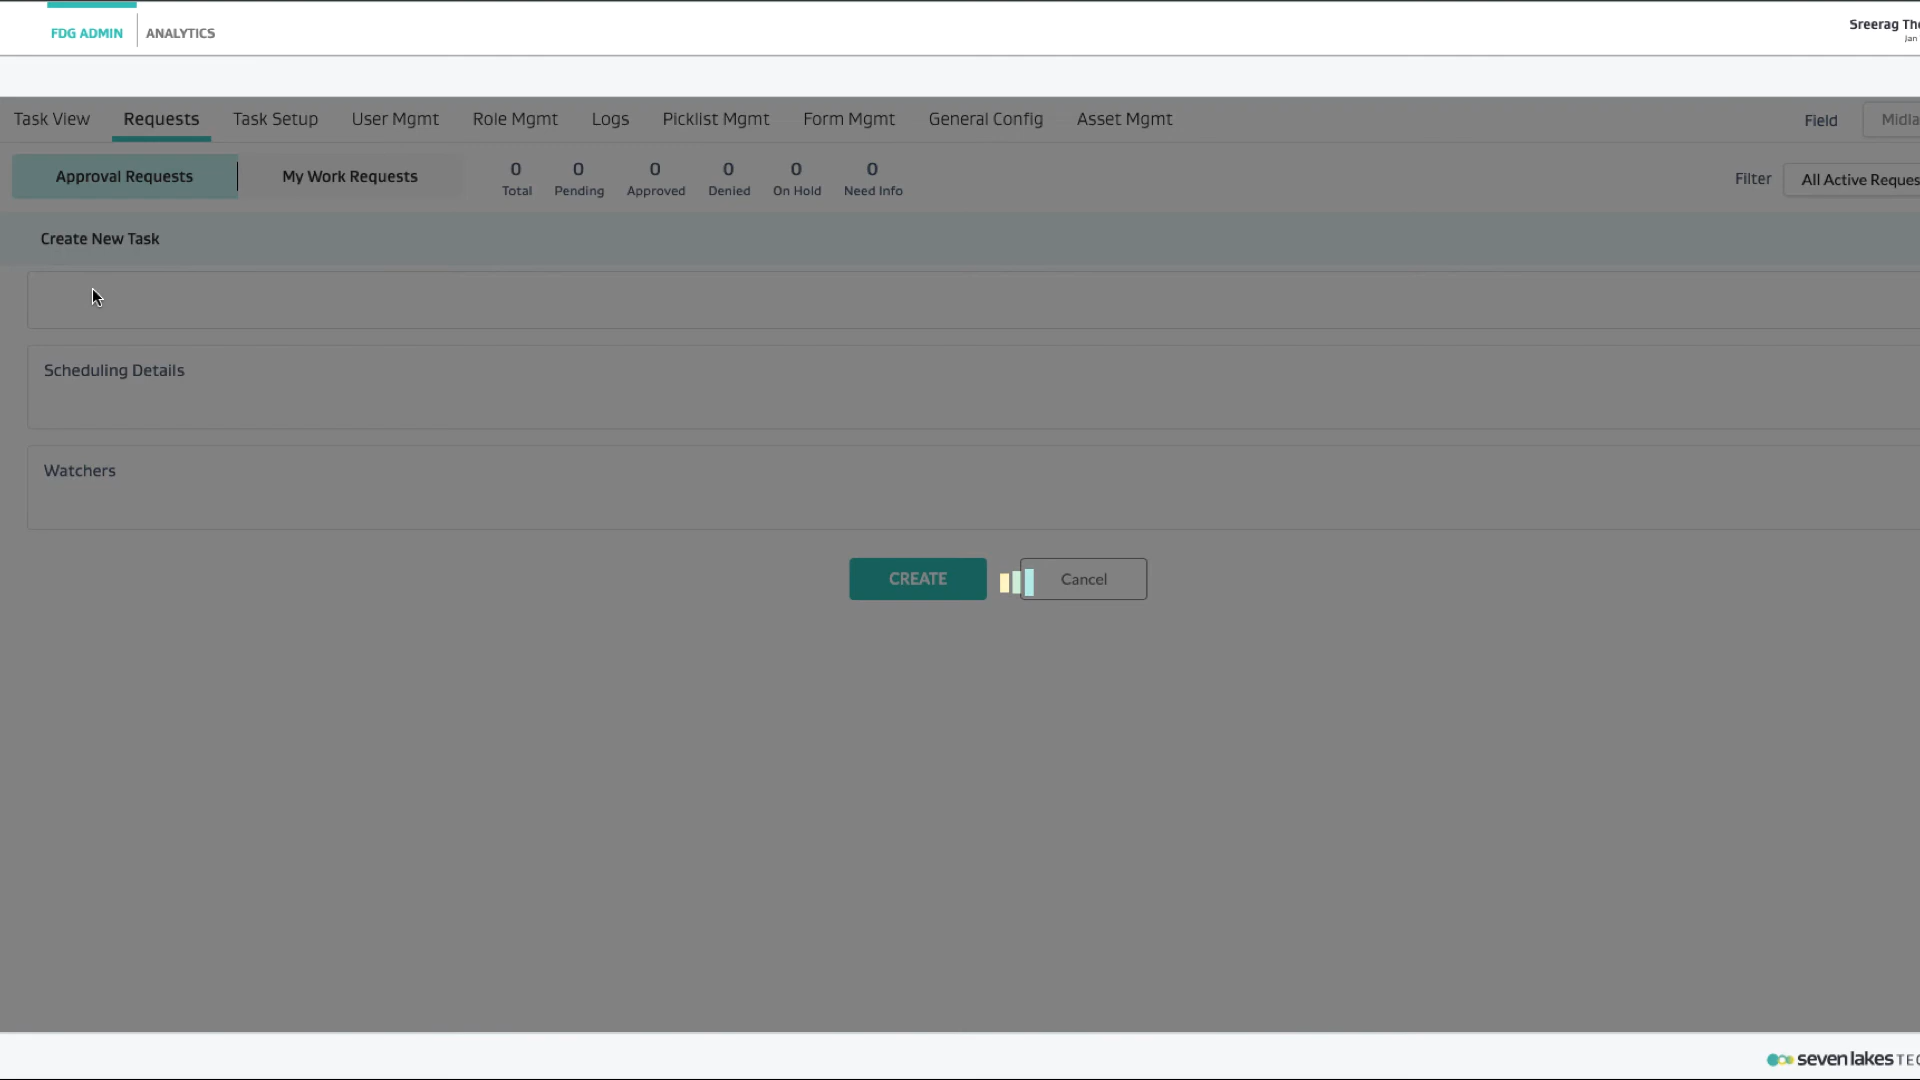 FDG ADMIN
ANALYTICS
Sreerag
Jan
Task View
Requests
Task Setup
User Mgmt
Role Mgmt
Logs
Picklist Mgmt
Form Mgmt
General Config
Asset Mgmt
Field
Approval Requests
My Work Requests
0
Total
0
Pending
0
Approved
0
Denied
0
On Hold
0
Need Info
Filter
All Active
Create New Task
Scheduling Details
Watchers
CREATE
Cancel
sevenlakes